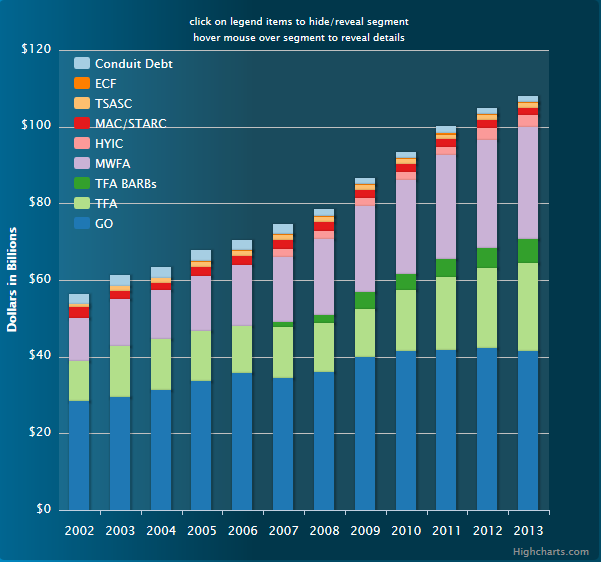 click on legend items to hide/reveal segment
hover mouse over segment to reveal details
$120
$100
$80
$60
$40
$20
$0
Dollars in Billions
Conduit Debt
ECF
TSASC
MAC/STARC
HYIC
MWFA
TFA BARBs
TFA
GO
2002 2003 2004 2005 2006 2007 2008 2009 2010 2011 2012 2013
Highcharts.com